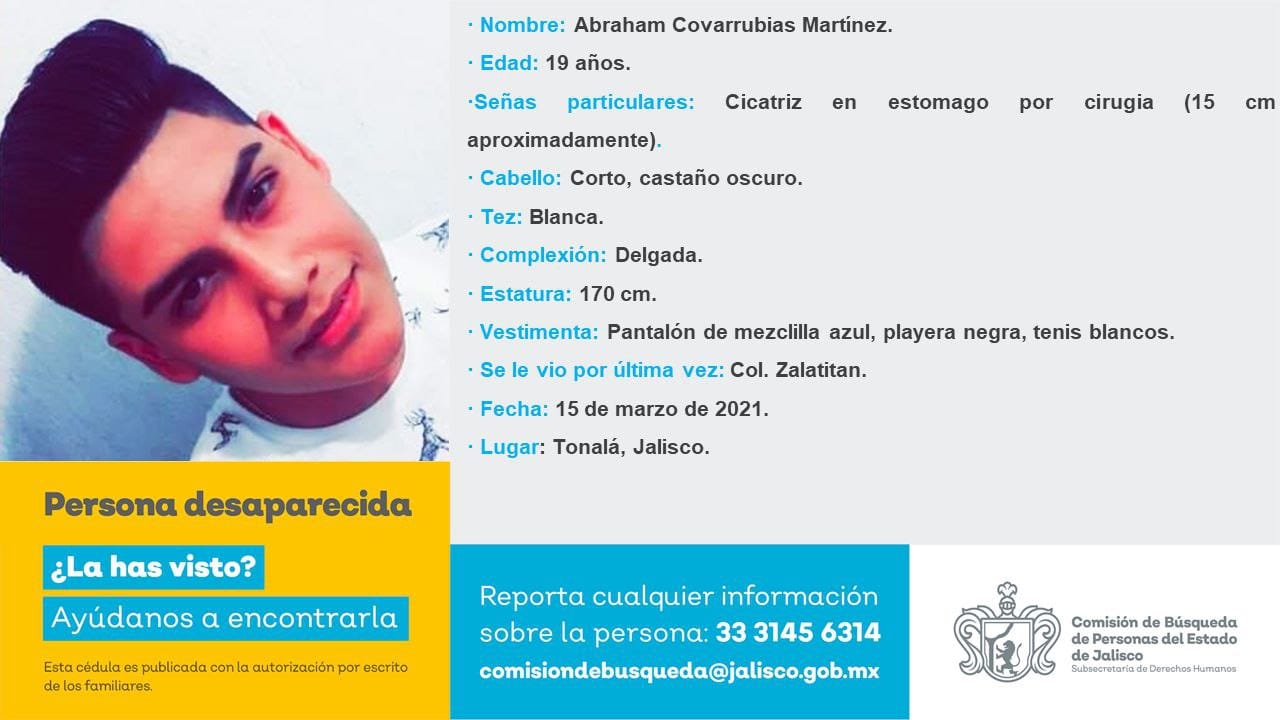 · Nombre: Abraham Covarrubias Martínez.
· Edad: 19 años.
·Señas particulares: Cicatriz en estomago por cirugia (15 cm
aproximadamente).
· Cabello: Corto, castaño oscuro.
· Tez: Blanca.
· Complexión: Delgada.
· Estatura: 170 cm.
· Vestimenta: Pantalón de mezclilla azul, playera negra, tenis blancos.
· Se le vio por última vez: Col. Zalatitan.
· Fecha: 15 de marzo de 2021.
· Lugar: Tonalá, Jalisco.
Persona desaparecida
¿La has visto?
Ayúdanos a encontrarla
Esta cédula es publicada con la autorización por escrito
de los familiares.
Reporta cualquier información
sobre la persona: 33 3145 6314
comisiondebusqueda@jalisco.gob.mx
Comisión de Búsqueda
de Personas del Estado
de Jalisco
Subsecretaría de Derechos Humanos